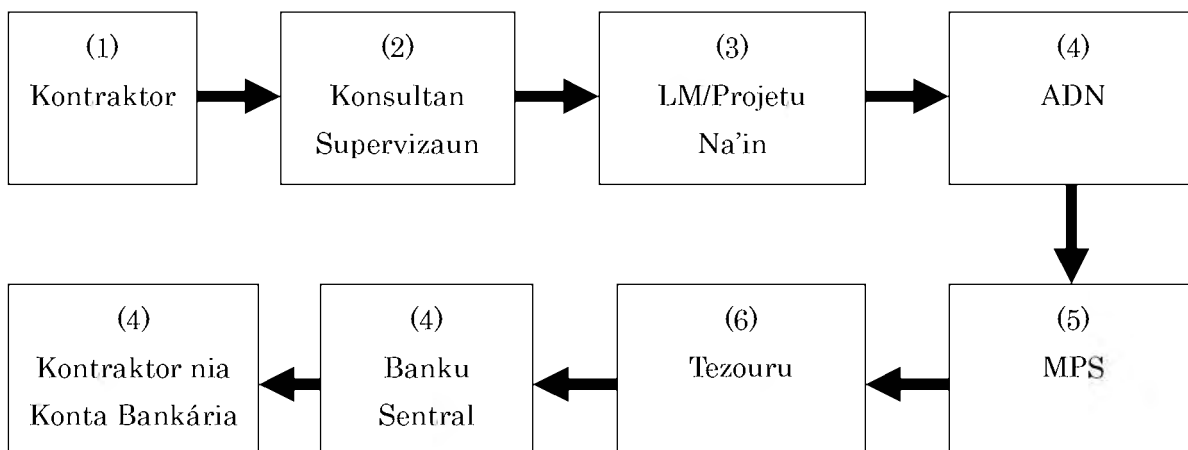 (1)
Kontraktor
(2)
Konsultan
Supervizaun
(3)
LM/Projetu
Na'in
(4)
ADN
(5)
MPS
(6)
Tezouru
(4)
Banku
Sentral
(4)
Kontraktor nia
Konta Bankária